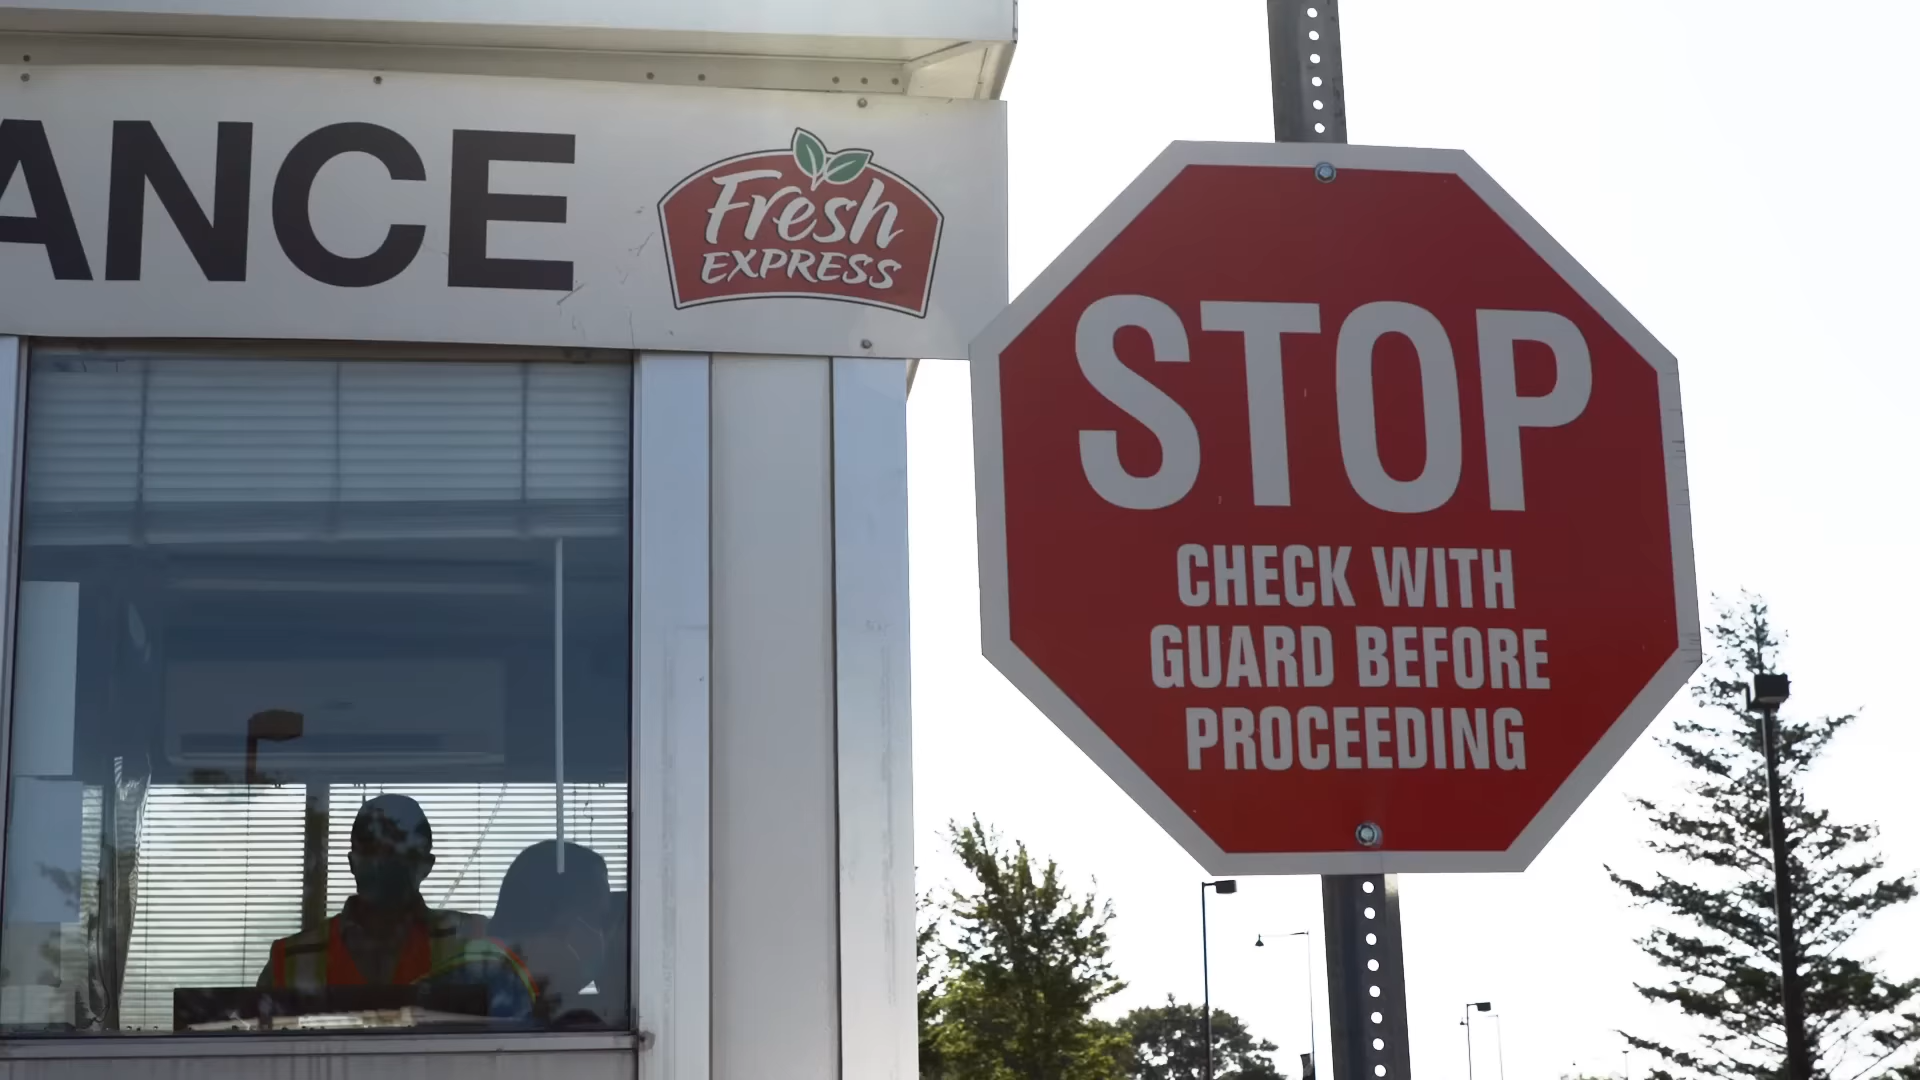 ANCE
Fresh
EXPRESS
STOP
CHECK WITH
GUARD BEFORE
PROCEEDING